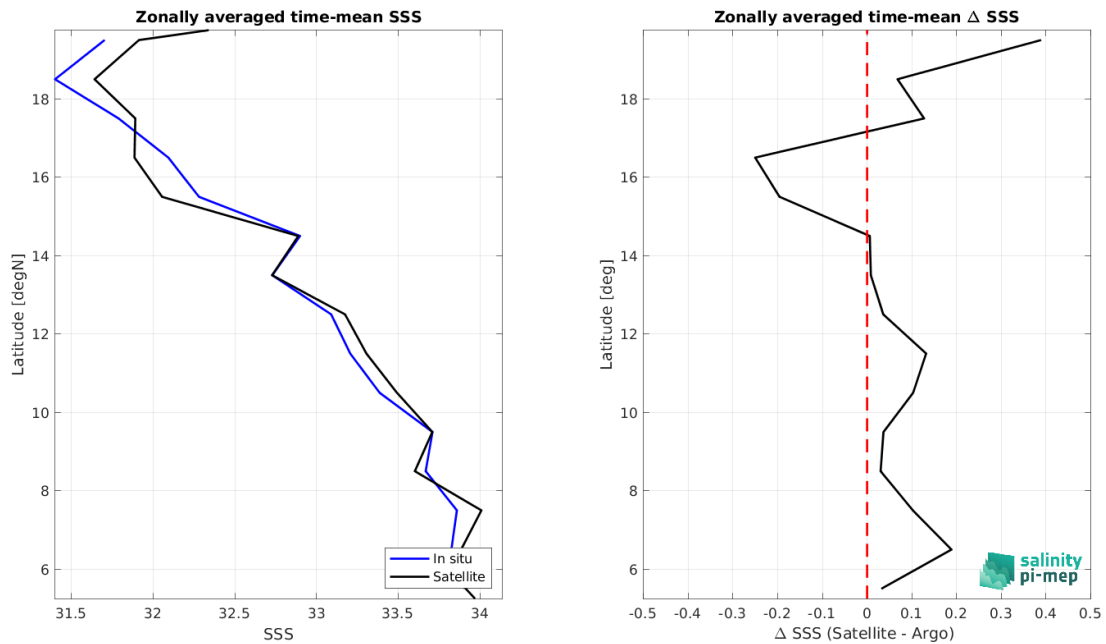 Zonally averaged time-mean SSS
Latitude [degN]
18
16
14
12
10
8
6
In situ
Satellite
31.5 32 32.5 33 33.5 34
SSS
Zonally averaged time-mean Δ SSS
Latitude [deg]
18
16
14
12
10
8
6
salinity
pi-mep
-0.5 -0.4 -0.3 -0.2 -0.1 0 0.1 0.2 0.3 0.4 0.5
Δ SSS (Satellite - Argo)